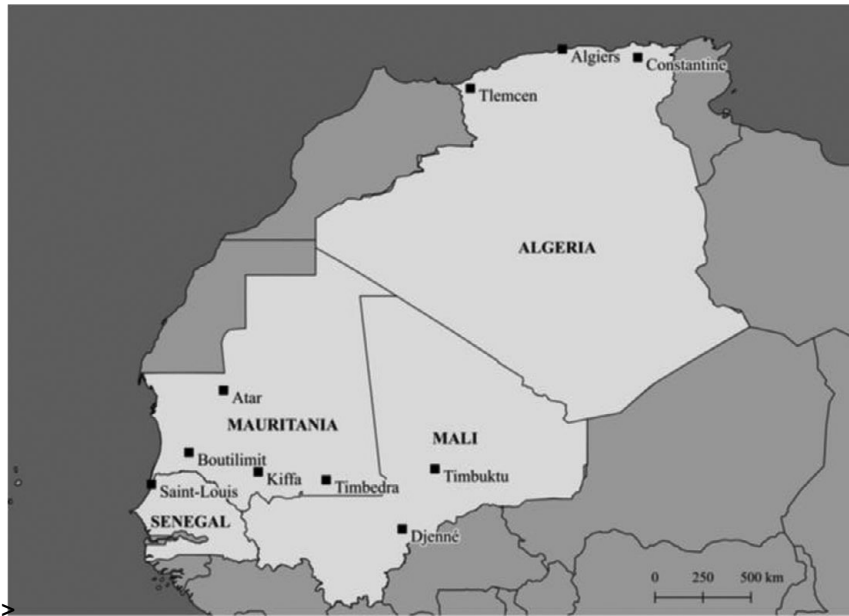 Algiers
Constantine
Tlemcen
ALGERIA
Atar
MAURITANIA
MALI
Boutilimit
Kiffa
Timbedra
Timbuktu
Saint-Louis
SENEGAL
Djenné
0 250 500 km
>